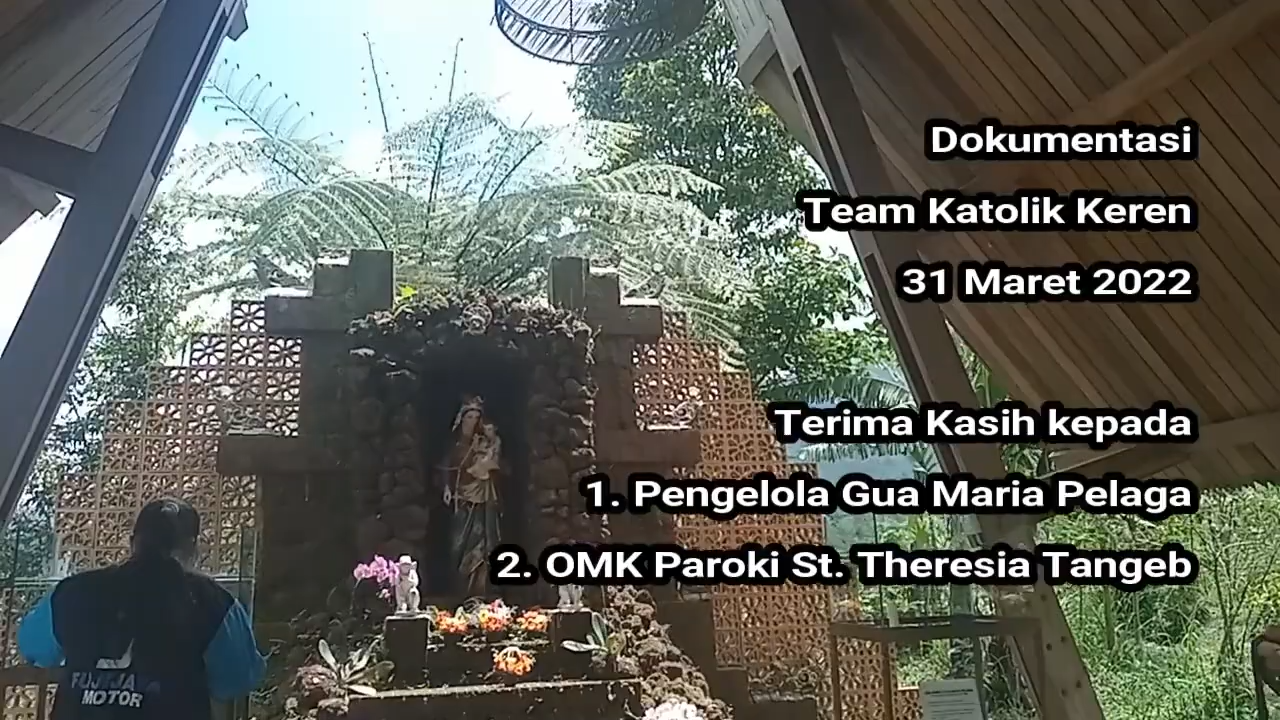 Dokumentasi
Team Katolik Keren
31 Maret 2022
Terima Kasih kepada
1. Pengelola Gua Maria Pelaga
2. OMK Paroki St. Theresia Tangeb
MOTOR